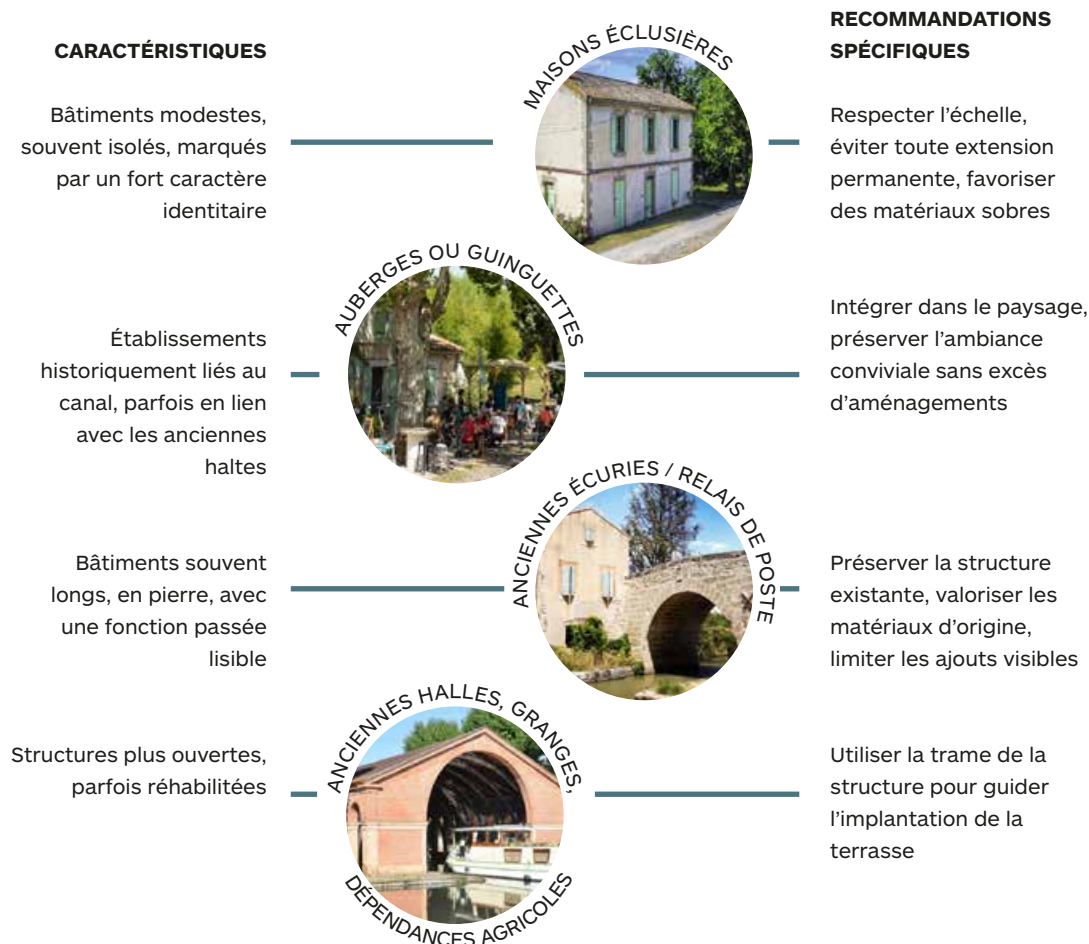 CARACTÉRISTIQUES
RECOMMANDATIONS
SPÉCIFIQUES
Bâtiments modestes,
souvent isolés, marqués
par un fort caractère
identitaire
MAISONS ÉCLUSIÈRES
Respecter l’échelle,
éviter toute extension
permanente, favoriser
des matériaux sobres
Établissements
historiquement liés au
canal, parfois en lien
avec les anciennes
haltes
AUBERGES OU GUINGUETTES
Intégrer dans le paysage,
préserver l’ambiance
conviviale sans excès
d’aménagements
Bâtiments souvent
longs, en pierre, avec
une fonction passée
lisible
ANCIENNES ÉCURIES / RELAIS DE POSTE
Préserver la structure
existante, valoriser les
matériaux d’origine,
limiter les ajouts visibles
Structures plus ouvertes,
parfois réhabilitées
ANCIENNES HALLES, GRANGES,
DÉPENDANCES AGRICOLES
Utiliser la trame de la
structure pour guider
l’implantation de la
terrasse